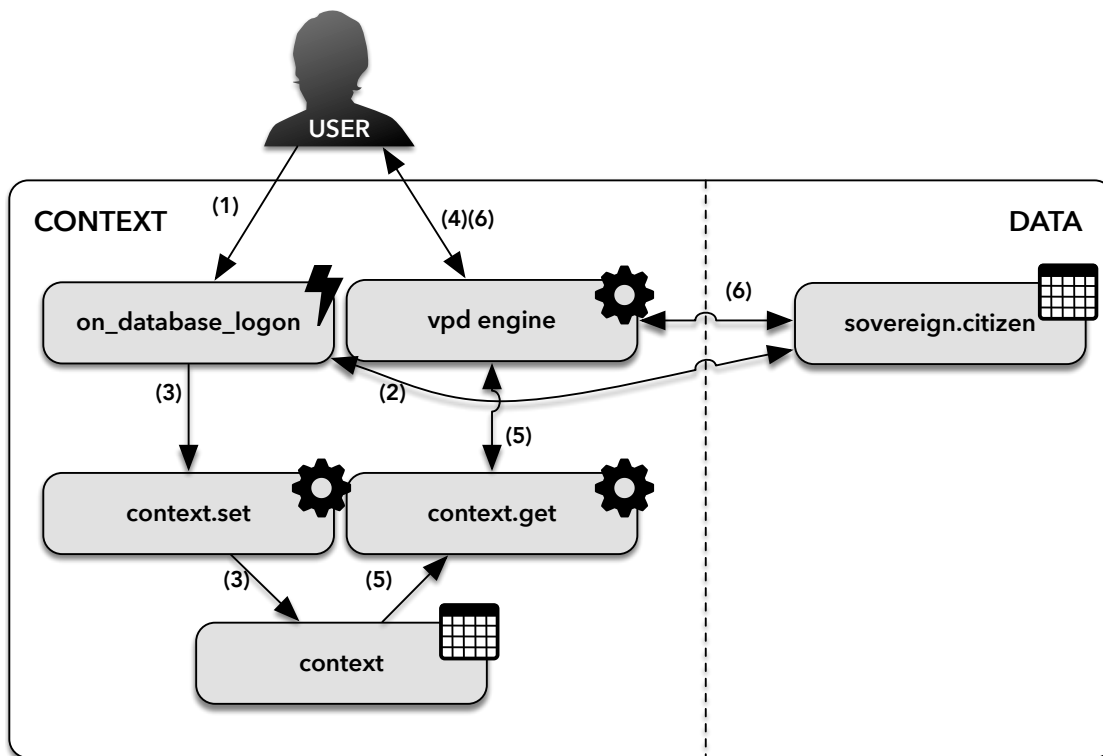 USER
(1)
(4)(6)
CONTEXT
DATA
on_database_logon
vpd engine
(6)
sovereign.citizen
(3)
(2)
(5)
context.set
context.get
(3)
(5)
context